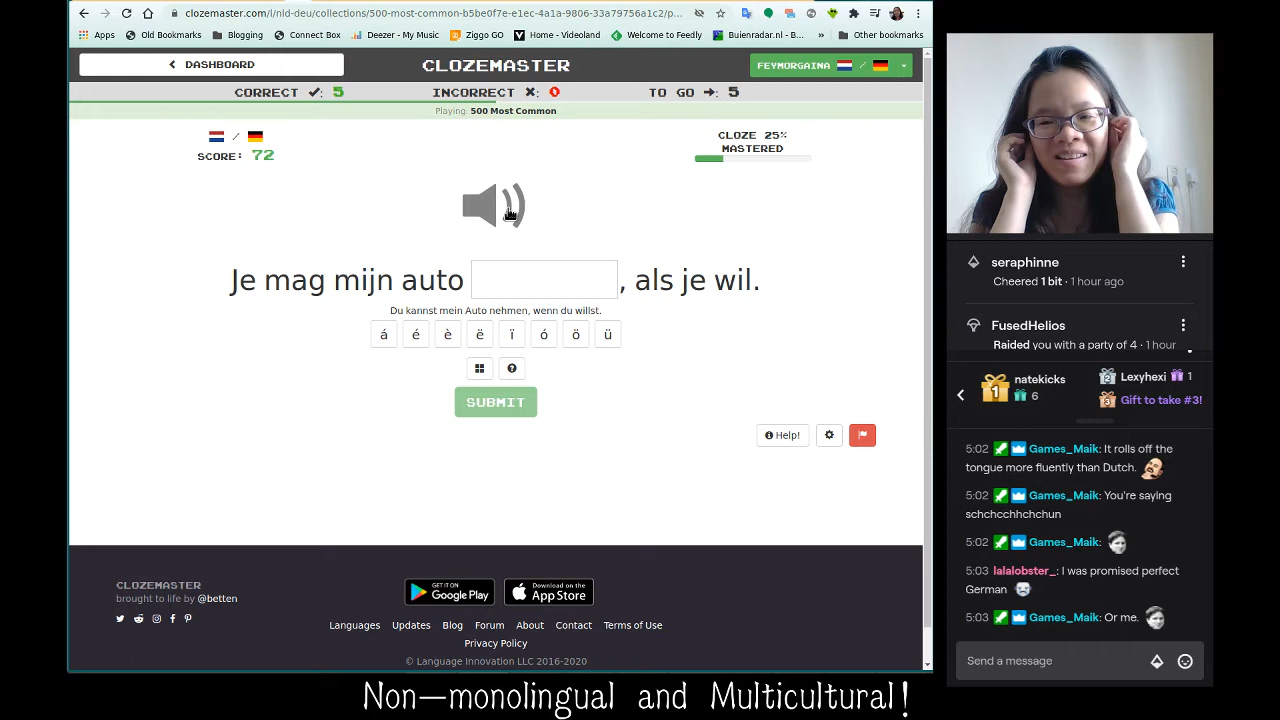 clozemaster.com/l/nld-deu/collections/500-most-common-b5be0f7e-e1ec-4a1a-9806-33a79756a1c2/p...
Apps Old Bookmarks Blogging Connect Box Deezer - My Music Ziggo GO Home - Videoland Welcome to Feedly Buienradar.nl - B... » Other bookmarks
DASHBOARD
CLOZEMASTER
FEYMORGAINA /
CORRECT ✔: 5 INCORRECT ✖: 0 TO GO →: 5
Playing: 500 Most Common
/
SCORE: 72
CLOZE 25%
MASTERED
Je mag mijn auto , als je wil.
Du kannst mein Auto nehmen, wenn du willst.
á é è ë ï ó ö ü
SUBMIT
Help!
CLOZEMASTER
brought to life by @betten
GET IT ON
Google Play
Download on the
App Store
Languages Updates Blog Forum About Contact Terms of Use
Privacy Policy
© Language Innovation LLC 2016-2020
seraphinne
Cheered 1 bit · 1 hour ago
FusedHelios
Raided you with a party of 4 · 1 hour
natekicks
6
Lexyhexi 1
Gift to take #3!
5:02 Games_Maik: It rolls off the
tongue more fluently than Dutch.
5:02 Games_Maik: You're saying
schchcchhchchun
5:02 Games_Maik:
5:03 lalalobster_: I was promised perfect
German
5:03 Games_Maik: Or me.
Send a message
Non-monolingual and Multicultural!